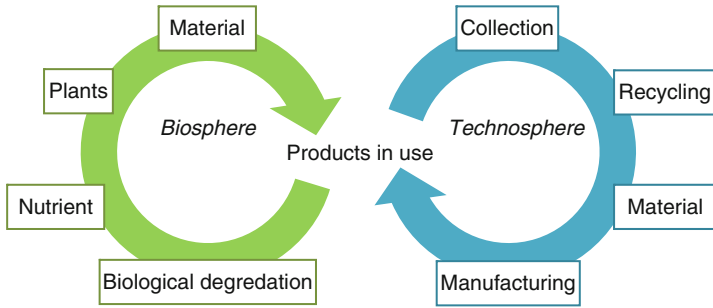 Material
Collection
Plants
Recycling
Biosphere
Technosphere
Products in use
Nutrient
Material
Biological degredation
Manufacturing